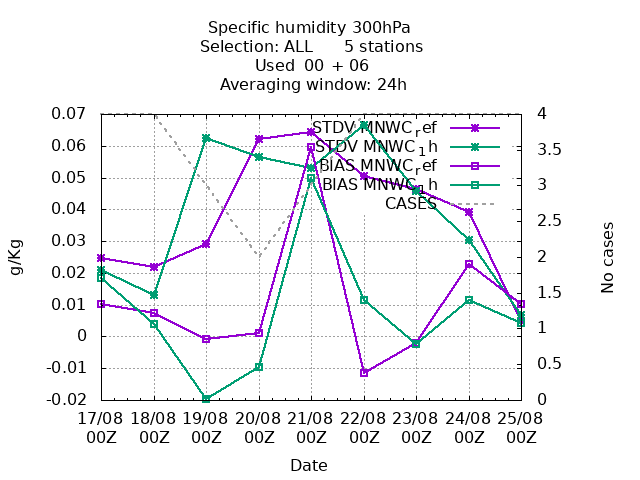 Specific humidity 300hPa
Selection: ALL 5 stations
Used 00 + 06
Averaging window: 24h
0.07
0.06
0.05
0.04
0.03
0.02
0.01
0
-0.01
-0.02
g/Kg
4
3.5
3
2.5
2
1.5
1
0.5
0
No cases
STDV MNWC_ref
STDV MNWC_1h
BIAS MNWC_ref
BIAS MNWC_1h
CASES
17/08 18/08 19/08 20/08 21/08 22/08 23/08 24/08 25/08
00Z 00Z 00Z 00Z 00Z 00Z 00Z 00Z 00Z
Date